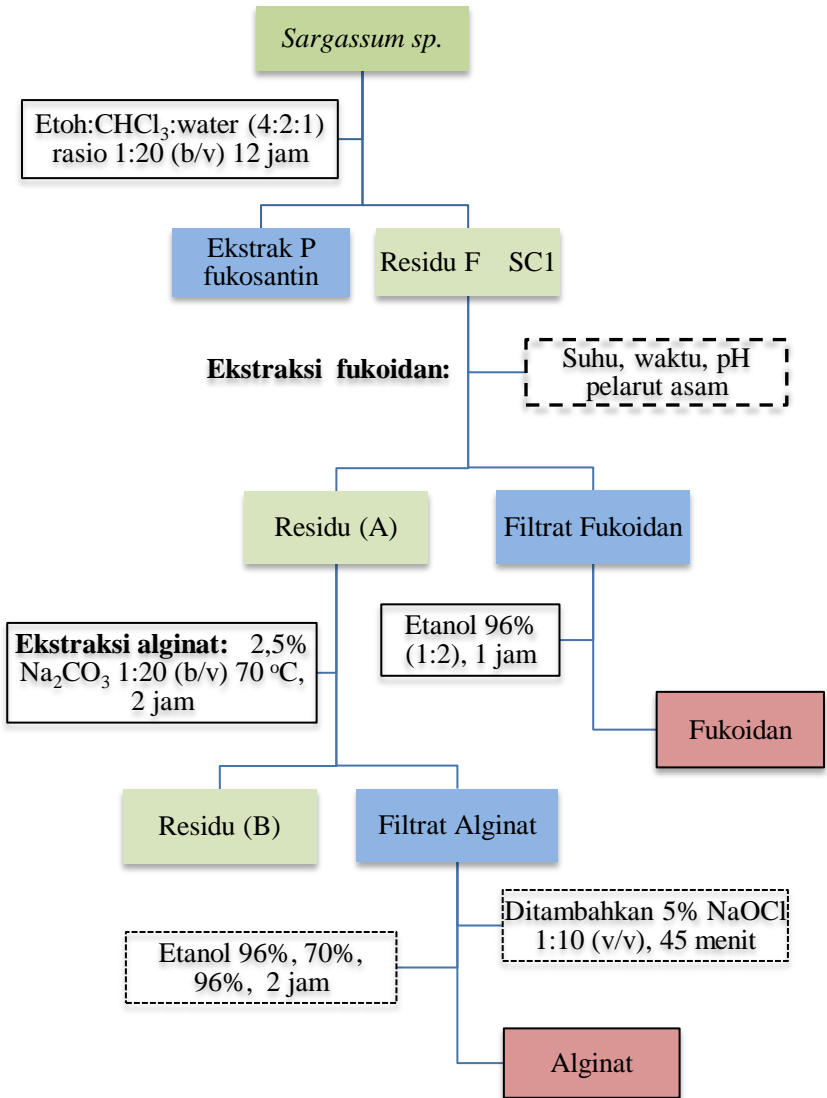 Sargassum sp.
Etoh:CHCl₃:water (4:2:1)
rasio 1:20 (b/v) 12 jam
Ekstrak P
fukosantin
Residu F SC1
Ekstraksi fukoidan:
Suhu, waktu, pH
pelarut asam
Residu (A)
Filtrat Fukoidan
Ekstraksi alginat: 2,5%
Na₂CO₃ 1:20 (b/v) 70 °C,
2 jam
Etanol 96%
(1:2), 1 jam
Fukoidan
Residu (B)
Filtrat Alginat
Ditambahkan 5% NaOCl
1:10 (v/v), 45 menit
Etanol 96%, 70%,
96%, 2 jam
Alginat